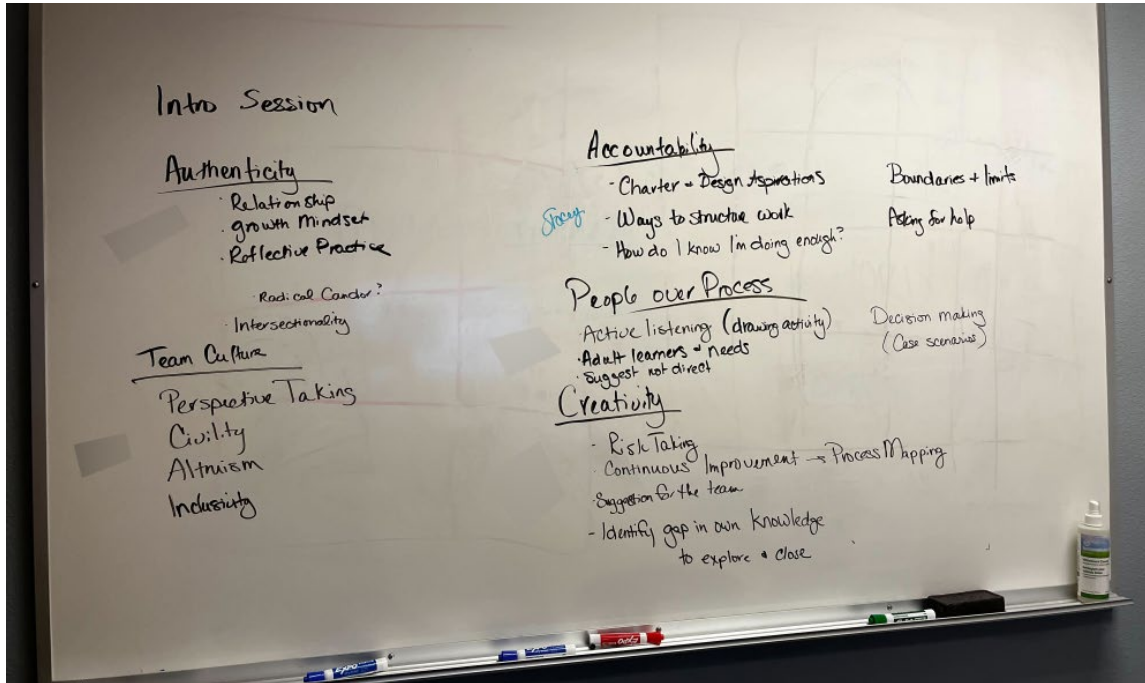 Intro Session
Authenticity
· Relationship
· Growth Mindset
· Reflective Practice
· Radical Candor?
· Intersectionality
Team Culture
Perspective Taking
Civility
Altruism
Inclusivity
Accountability
- Charter + Design Aspirations
Boundaries + limits
Stacey
- Ways to structure work
Asking for help
- How do I know I'm doing enough?
People over Process
- Active listening (drawing activity)
Decision making
(Case scenarios)
· Adult learners + needs
· Suggest not direct
Creativity
- Risk Taking
· Continuous Improvement → Process Mapping
· Suggestion for the team
- Identify gap in own knowledge
to explore + close
EXPO